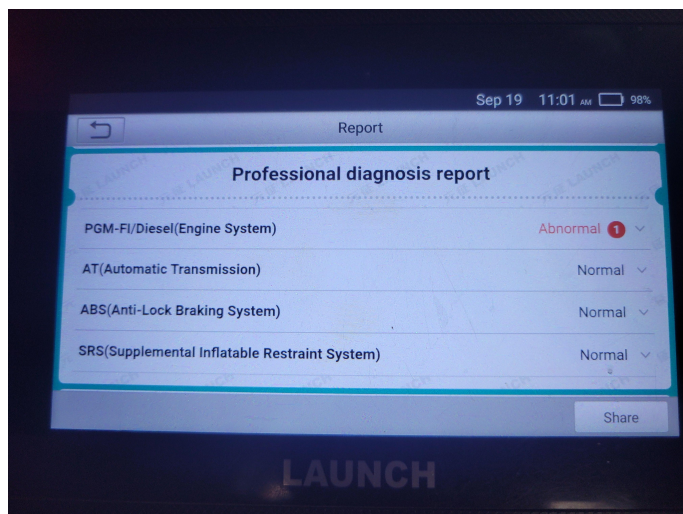 Sep 19 11:01 AM 98%
Report
Professional diagnosis report
PGM-FI/Diesel(Engine System) Abnormal 1
AT(Automatic Transmission) Normal
ABS(Anti-Lock Braking System) Normal
SRS(Supplemental Inflatable Restraint System) Normal
Share
LAUNCH